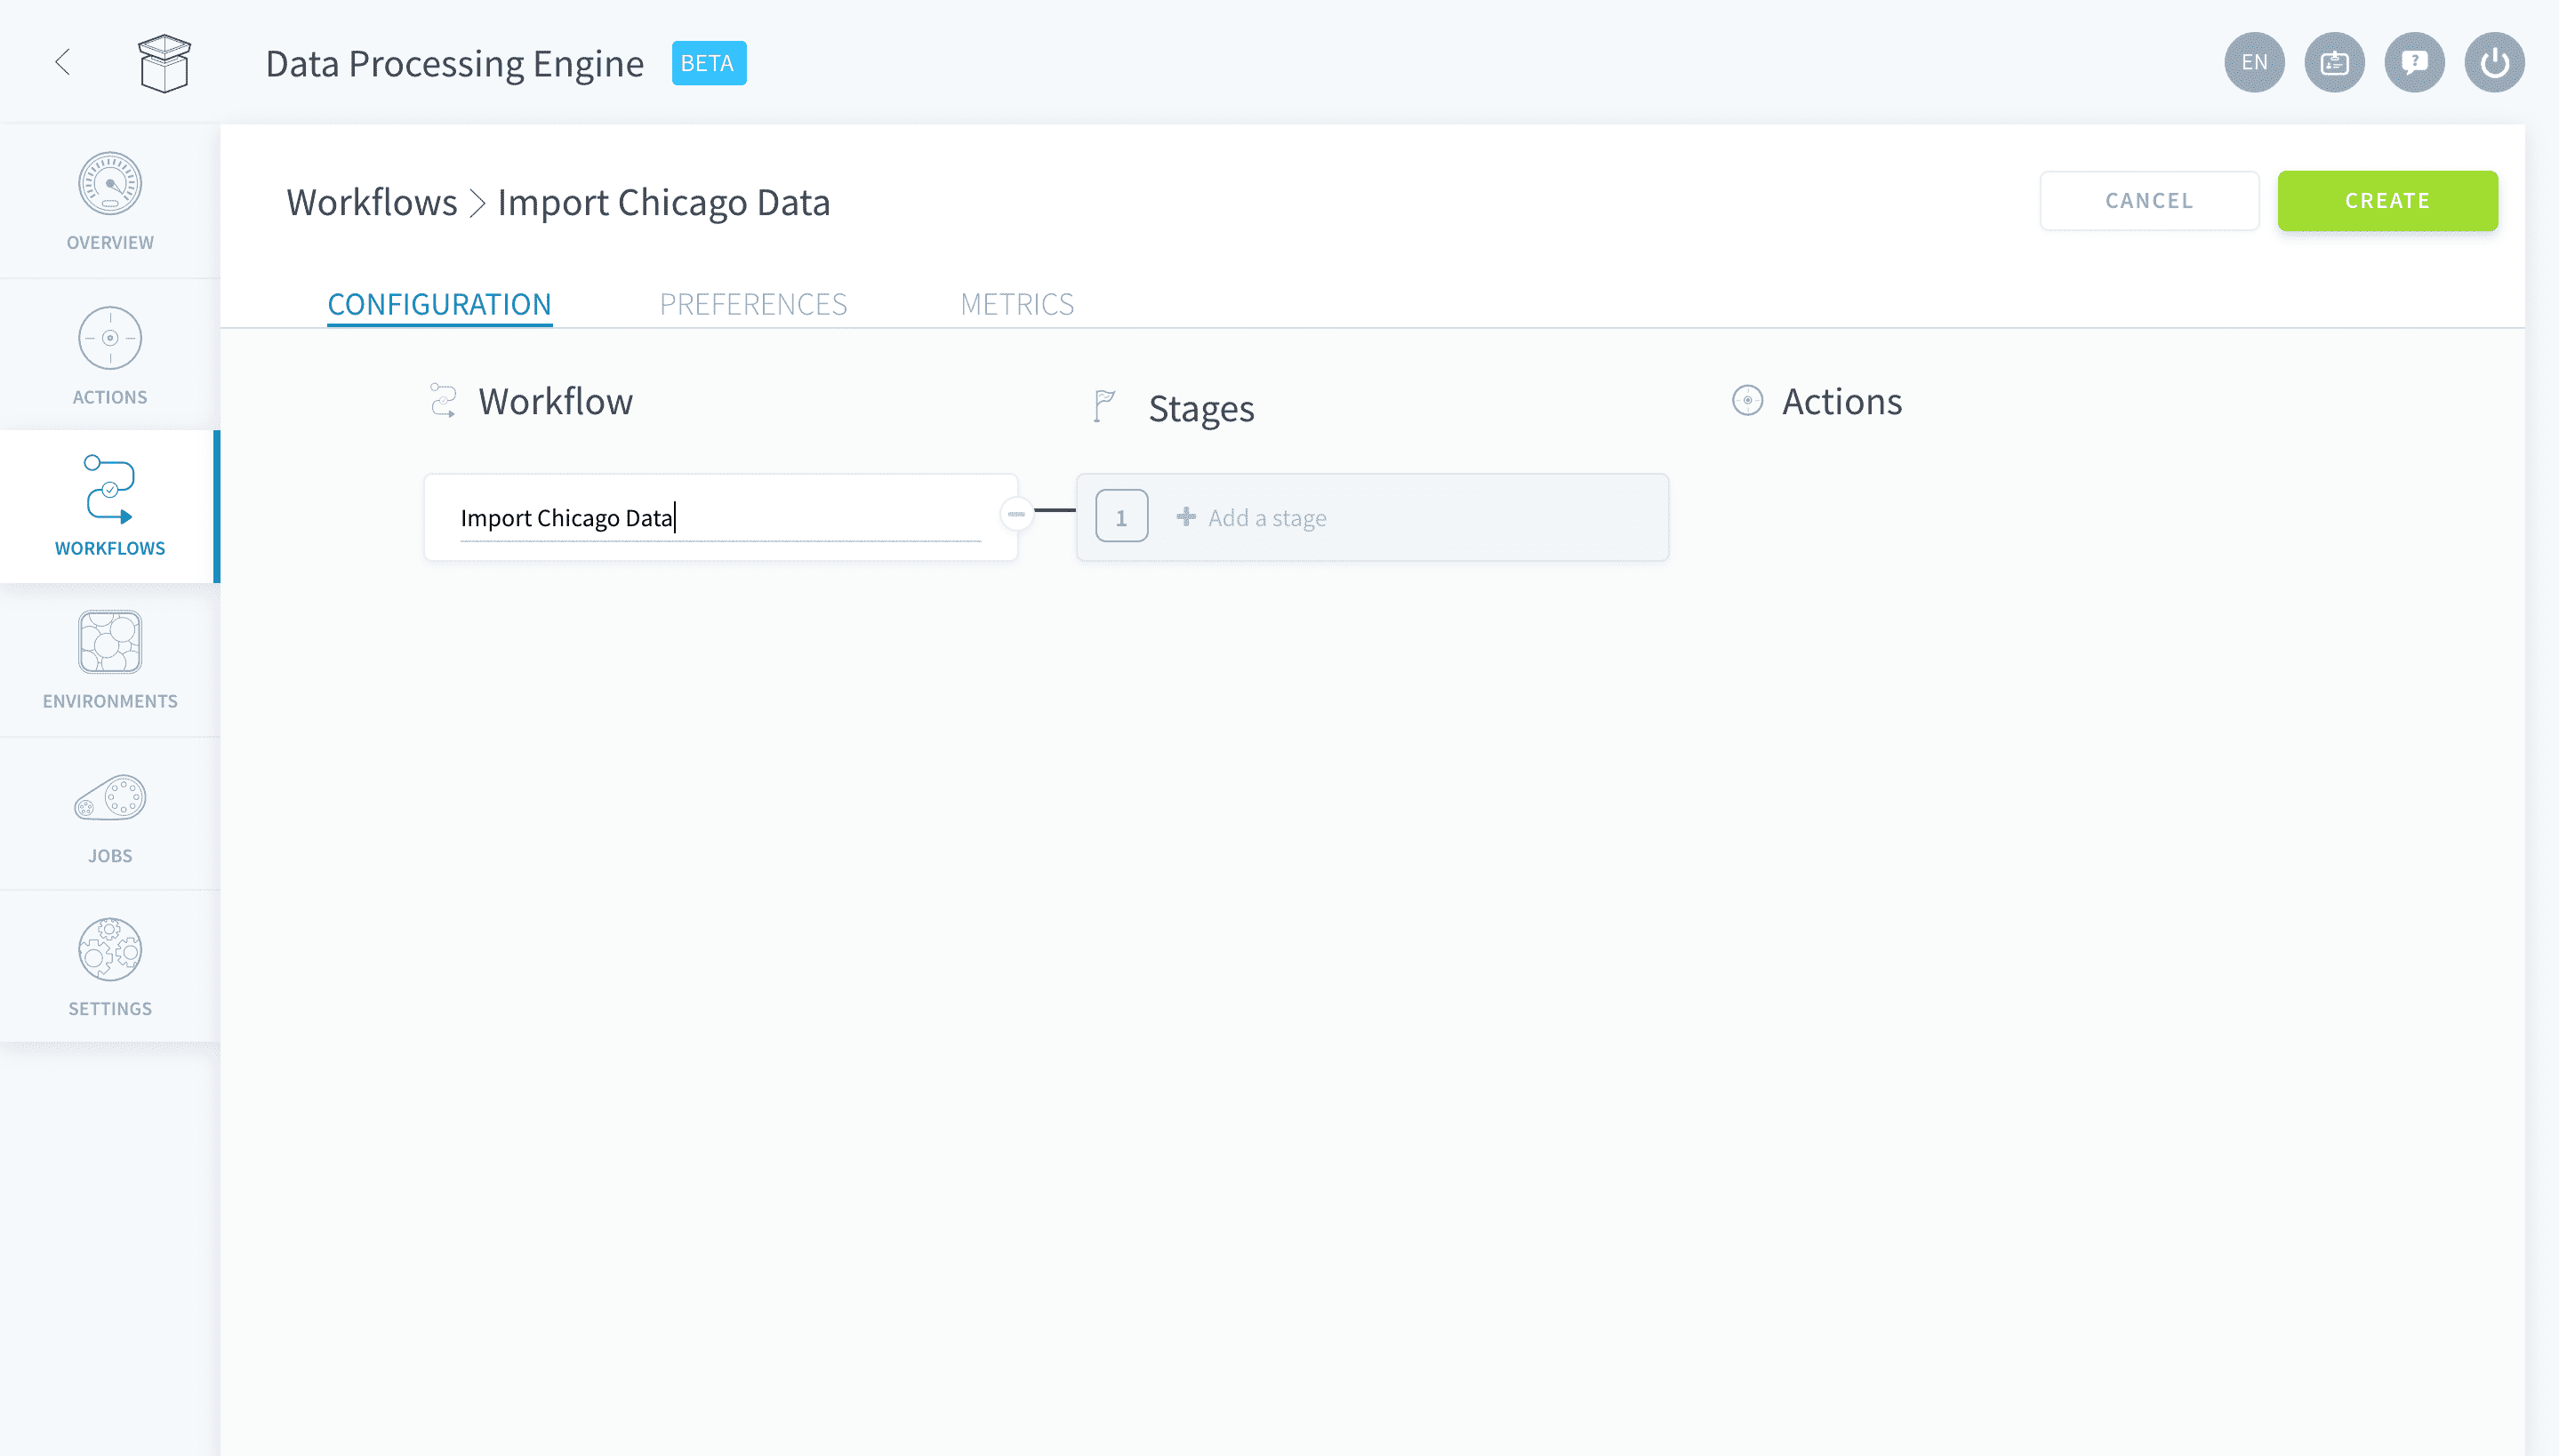 Data Processing Engine BETA
EN
Workflows > Import Chicago Data
CANCEL
CREATE
OVERVIEW
ACTIONS
WORKFLOWS
ENVIRONMENTS
JOBS
SETTINGS
CONFIGURATION
PREFERENCES
METRICS
Workflow
Stages
Actions
Import Chicago Data
1
Add a stage